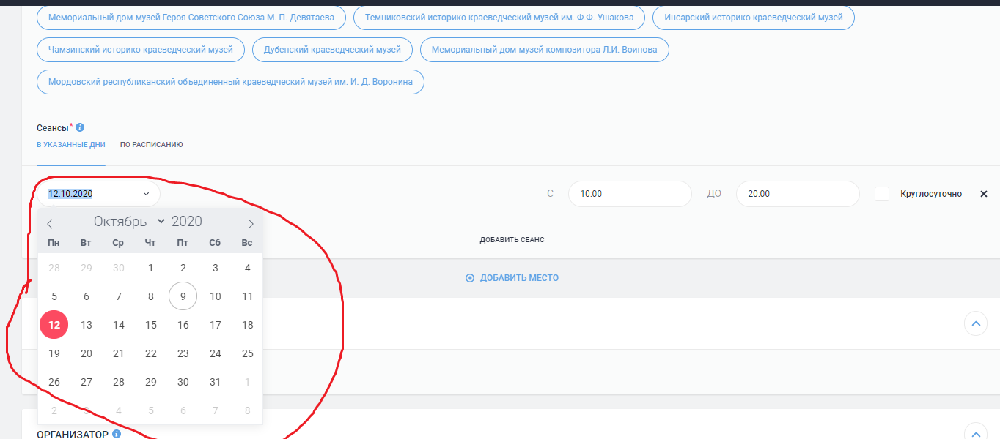 Мемориальный дом-музей Героя Советского Союза М. П. Девятаева Темниковский историко-краеведческий музей им. Ф.Ф. Ушакова Инсарский историко-краеведческий музей
Чамзинский историко-краеведческий музей Дубенский краеведческий музей Мемориальный дом-музей композитора Л.И. Воинова
Мордовский республиканский объединенный краеведческий музей им. И. Д. Воронина
Сеансы* i
В УКАЗАННЫЕ ДНИ ПО РАСПИСАНИЮ
12.10.2020 С 10:00 ДО 20:00 Круглосуточно
Октябрь 2020
Пн Вт Ср Чт Пт Сб Вс
ДОБАВИТЬ СЕАНС
28 29 30 1 2 3 4
ДОБАВИТЬ МЕСТО
5 6 7 8 9 10 11
12 13 14 15 16 17 18
19 20 21 22 23 24 25
26 27 28 29 30 31 1
2 3 4 5 6 7 8
ОРГАНИЗАТОР i